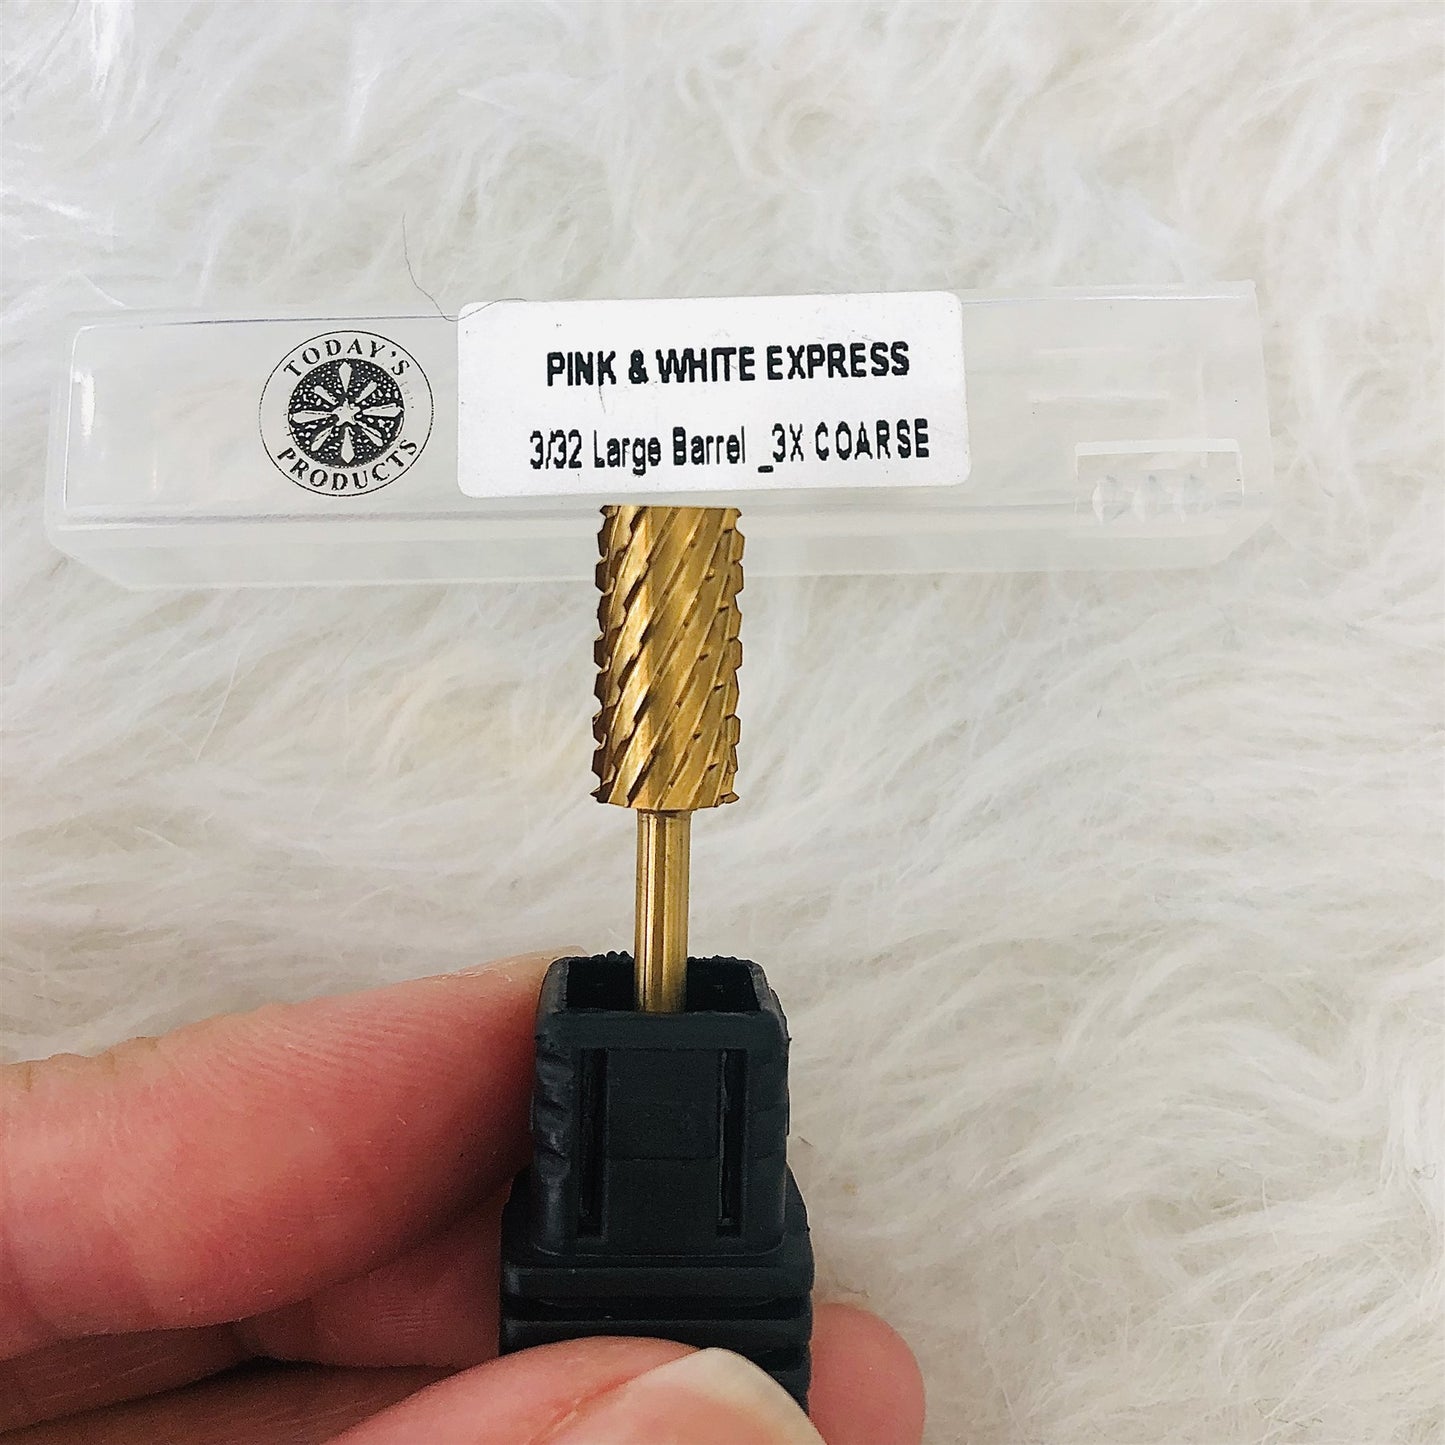 TODAY'S
PRODUCTS
PINK & WHITE EXPRESS
3/32 Large Barrel _3X COARSE